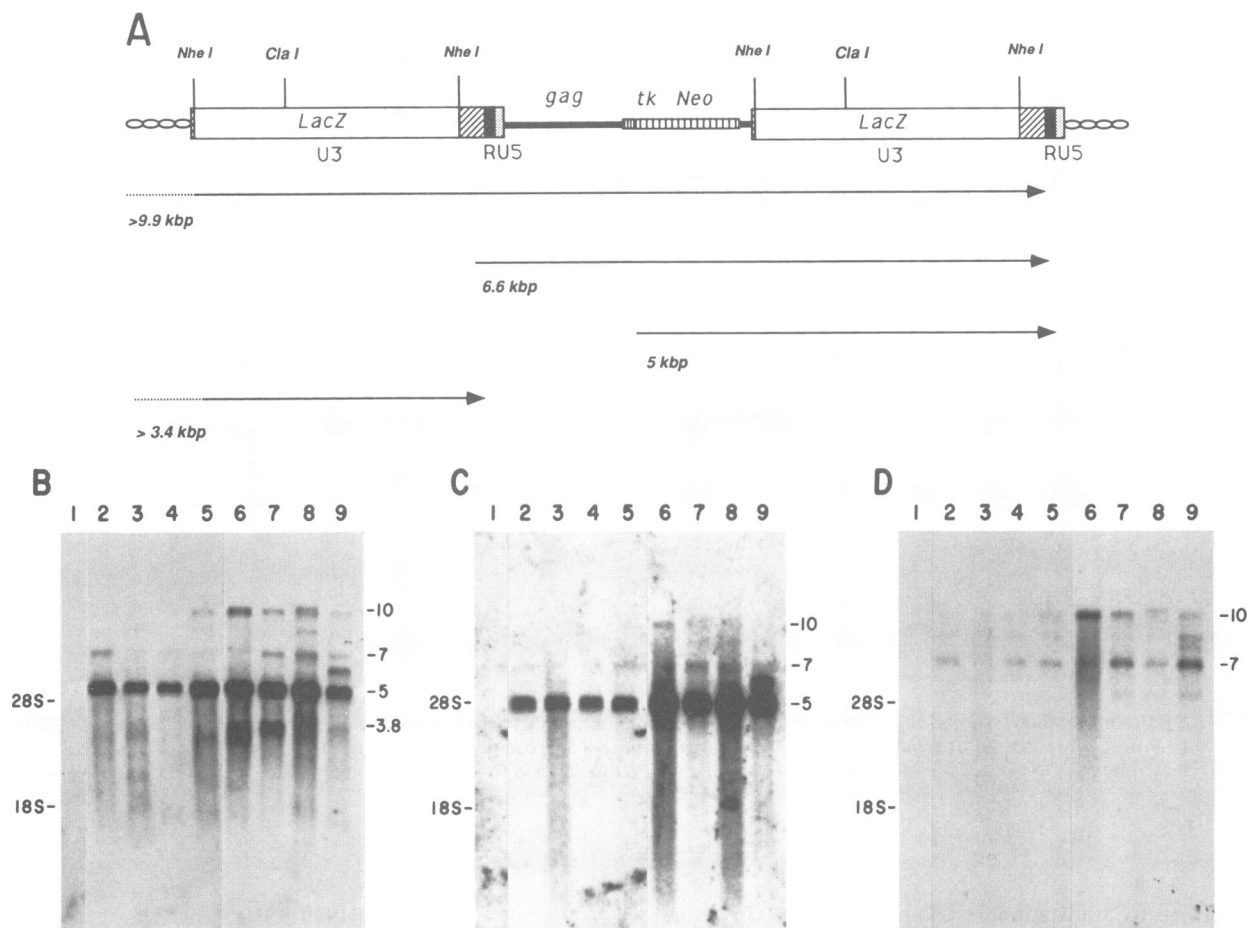 A
Nhe I Cla I Nhe I Nhe I Cla I Nhe I
gag tk Neo
LacZ LacZ
U3 RU5 U3 RU5
>9.9 kbp
6.6 kbp
5 kbp
> 3.4 kbp
B
1 2 3 4 5 6 7 8 9
-10
-7
-5
28S-
-3.8
18S-
C
1 2 3 4 5 6 7 8 9
-10
-7
28S- -5
18S-
D
1 2 3 4 5 6 7 8 9
-10
-7
28S-
18S-